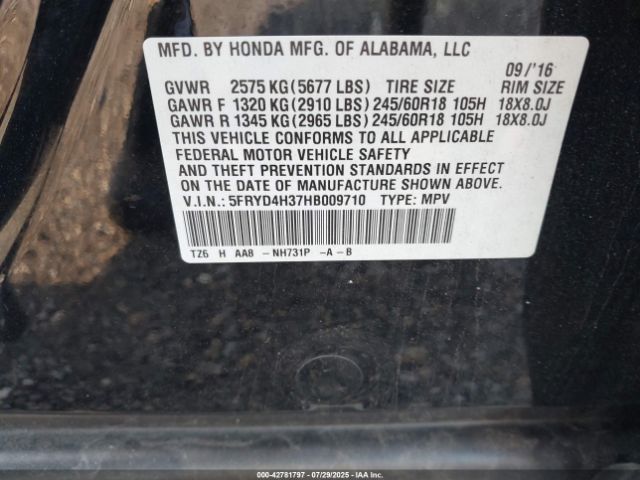 MFD. BY HONDA MFG. OF ALABAMA, LLC
09/'16
GVWR 2575 KG(5677 LBS) TIRE SIZE RIM SIZE
GAWR F 1320 KG(2910 LBS) 245/60R18 105H 18X8.0J
GAWR R 1345 KG(2965 LBS) 245/60R18 105H 18X8.0J
THIS VEHICLE CONFORMS TO ALL APPLICABLE
FEDERAL MOTOR VEHICLE SAFETY
AND THEFT PREVENTION STANDARDS IN EFFECT
ON THE DATE OF MANUFACTURE SHOWN ABOVE.
V.I.N.: 5FRYD4H37HB009710 TYPE: MPV
TZ6 H AA8 -NH731P -A-B
000-42781797 07/29/2025 IAA, Inc.